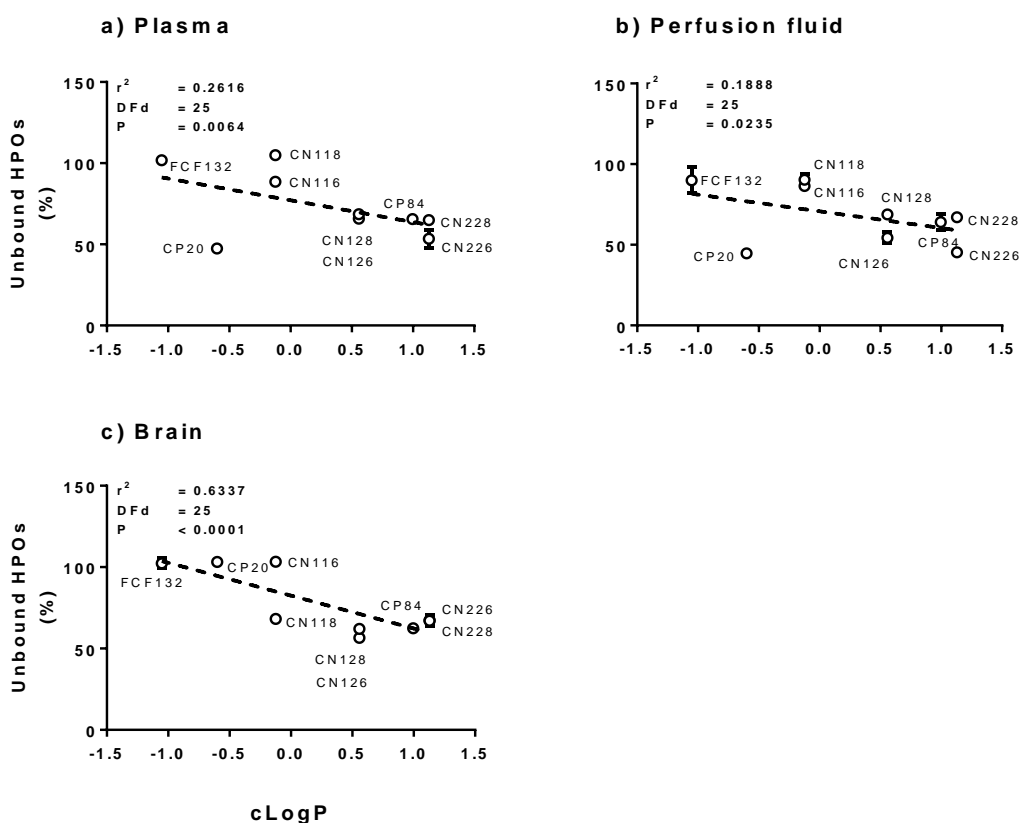 a) Plasma
r² = 0.2616
DFd = 25
P = 0.0064
Unbound HPOs
(%)
150
100
50
0
FCF132
CN118
CN116
CP20
CP84
CN128
CN126
CN228
CN226
-1.5 -1.0 -0.5 0.0 0.5 1.0 1.5
b) Perfusion fluid
r² = 0.1888
DFd = 25
P = 0.0235
150
100
50
0
FCF132
CN118
CN116
CP20
CN128
CN126
CP84
CN228
CN226
-1.5 -1.0 -0.5 0.0 0.5 1.0 1.5
c) Brain
r² = 0.6337
DFd = 25
P < 0.0001
Unbound HPOs
(%)
150
100
50
0
FCF132
CP20
CN116
CN118
CP84
CN128
CN126
CN226
CN228
-1.5 -1.0 -0.5 0.0 0.5 1.0 1.5
cLogP